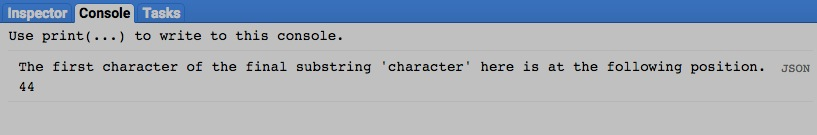 Inspector Console Tasks
Use print(...) to write to this console.
The first character of the final substring 'character' here is at the following position. JSON
44